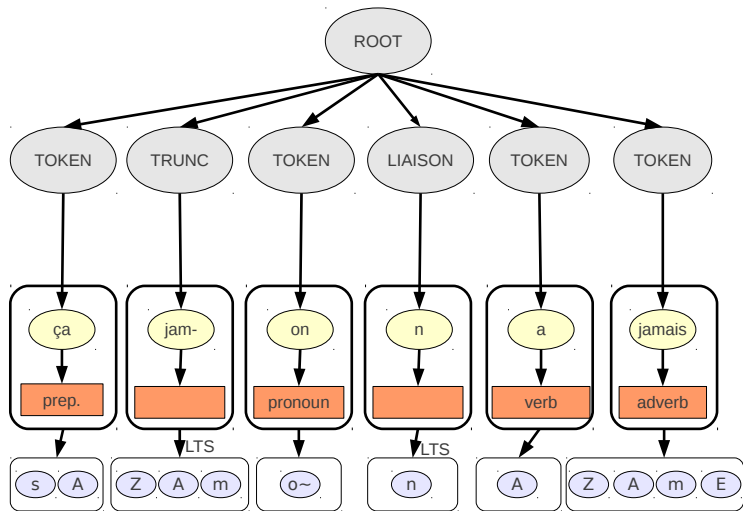 ROOT
TOKEN TRUNC TOKEN LIAISON TOKEN TOKEN
ça jam- on n a jamais
prep. pronoun verb adverb
LTS LTS
s A Z A m o~ n A Z A m E